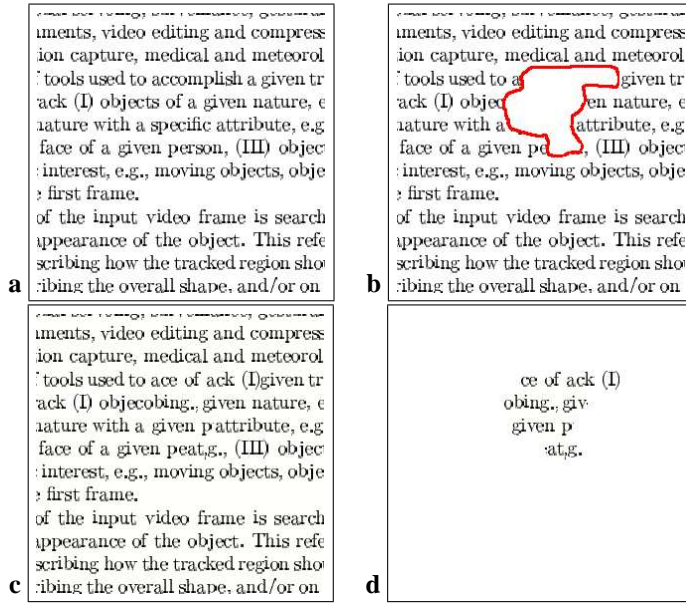 ments, video editing and compress
ion capture, medical and meteorol
tools used to accomplish a given tr
ack (I) objects of a given nature, e
nature with a specific attribute, e.g
face of a given person, (III) objec
interest, e.g., moving objects, obje
first frame.
of the input video frame is search
appearance of the object. This refe
scribing how the tracked region sho
ribing the overall shape, and/or on
a
ments, video editing and compress
ion capture, medical and meteorol
tools used to a given tr
ack (I) objec en nature, e
nature with a attribute, e.g
face of a given pe , (III) objec
interest, e.g., moving objects, obje
first frame.
of the input video frame is search
appearance of the object. This refe
scribing how the tracked region sho
ribing the overall shape, and/or on
b
ments, video editing and compress
ion capture, medical and meteorol
tools used to ace of ack (I)given tr
ack (I) objecobing., given nature, e
nature with a given pattribute, e.g
face of a given peat,g., (III) objec
interest, e.g., moving objects, obje
first frame.
of the input video frame is search
appearance of the object. This refe
scribing how the tracked region sho
ribing the overall shape, and/or on
c
ce of ack (I)
obing., giv
given p
at,g.
d